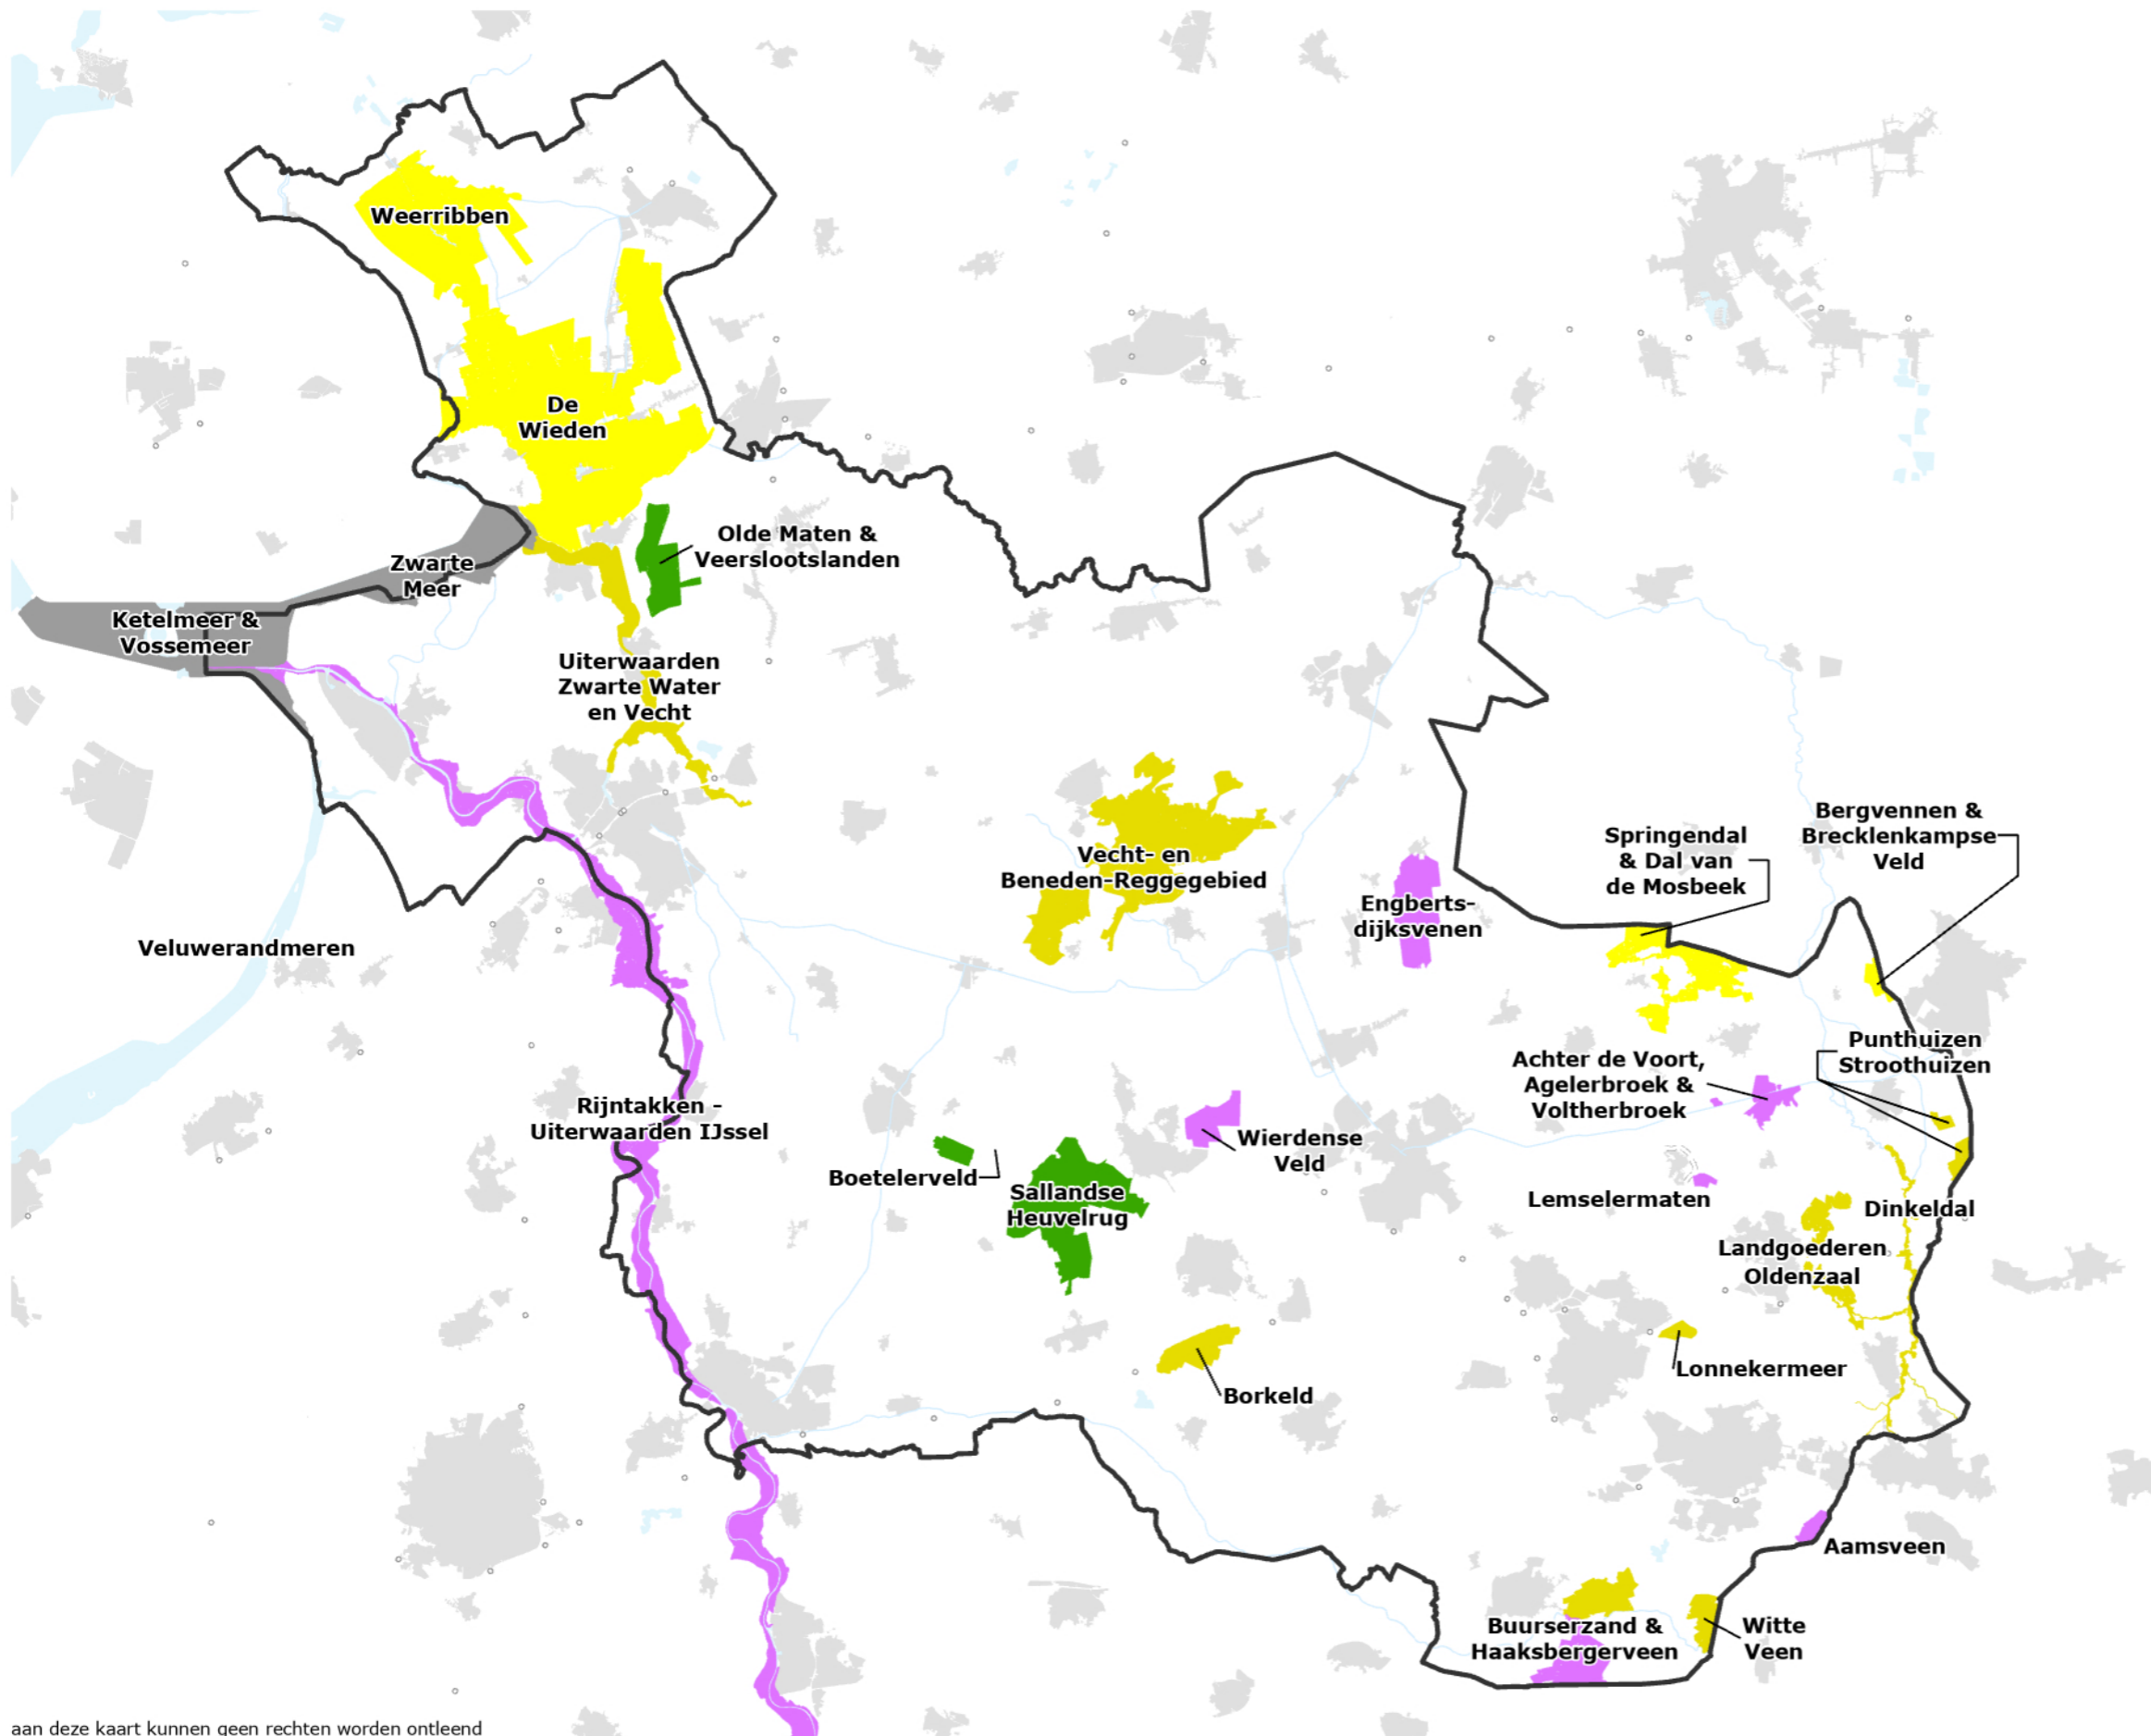 Weerribben
De
Wieden
Olde Maten &
Veerslootslanden
Zwarte
Meer
Ketelmeer &
Vossemeer
Uiterwaarden
Zwarte Water
en Vecht
Vecht- en
Beneden-Reggegebied
Engberts-
dijksvenen
Springendal
& Dal van
de Mosbeek
Bergvennen &
Brecklenkampse
Veld
Veluwerandmeren
Punthuizen
Stroothuizen
Achter de Voort,
Agelerbroek &
Voltherbroek
Rijntakken -
Uiterwaarden IJssel
Boetelerveld
Sallandse
Heuvelrug
Wierdense
Veld
Lemselermaten
Dinkeldal
Landgoederen
Oldenzaal
Lonnekermeer
Borkeld
Aamsveen
Buurserzand &
Haaksbergerveen
Witte
Veen
aan deze kaart kunnen geen rechten worden ontleend